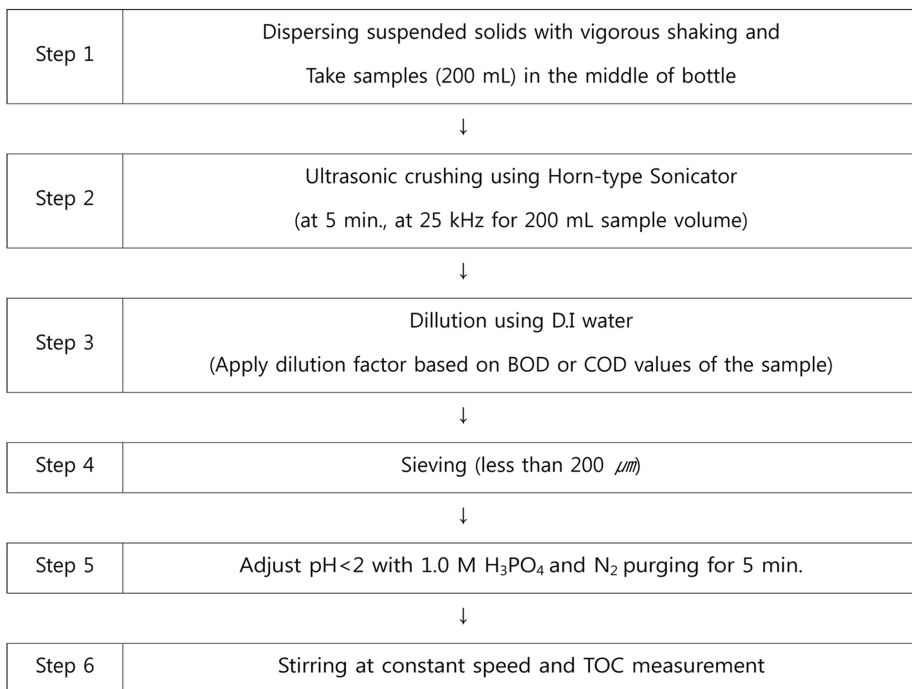 Step 1
Dispersing suspended solids with vigorous shaking and
Take samples (200 mL) in the middle of bottle
↓
Step 2
Ultrasonic crushing using Horn-type Sonicator
(at 5 min., at 25 kHz for 200 mL sample volume)
↓
Step 3
Dillution using D.I water
(Apply dilution factor based on BOD or COD values of the sample)
↓
Step 4
Sieving (less than 200 ㎛)
↓
Step 5
Adjust pH<2 with 1.0 M H₃PO₄ and N₂ purging for 5 min.
↓
Step 6
Stirring at constant speed and TOC measurement